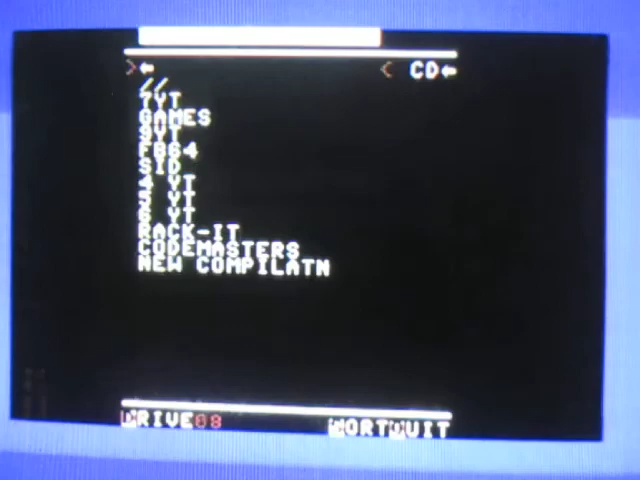 >← < CD←
//
7YT
GAMES
9YT
FB64
SID
4 YT
5 YT
6 YT
RACK-IT
CODEMASTERS
NEW COMPILATN
DRIVE08 SORT QUIT